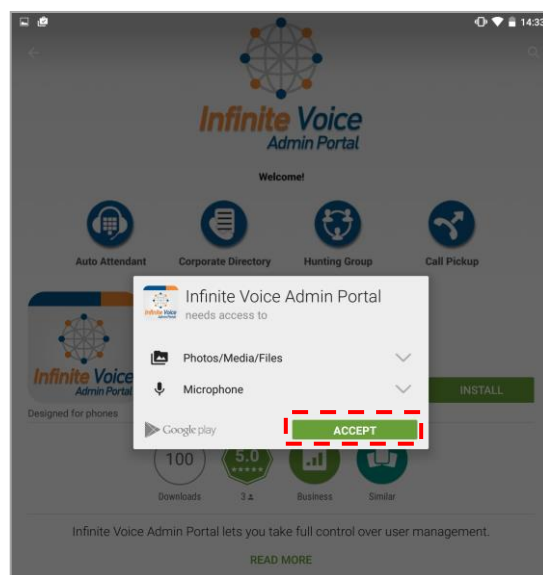 14:33
Infinite Voice
Admin Portal
Welcome!
Auto Attendant
Corporate Directory
Hunting Group
Call Pickup
Infinite Voice Admin Portal
needs access to
Photos/Media/Files
Microphone
Google play
ACCEPT
Infinite Voice
Admin Portal
INSTALL
Designed for phones
100
5.0
Downloads
3
Business
Similar
Infinite Voice Admin Portal lets you take full control over user management.
READ MORE